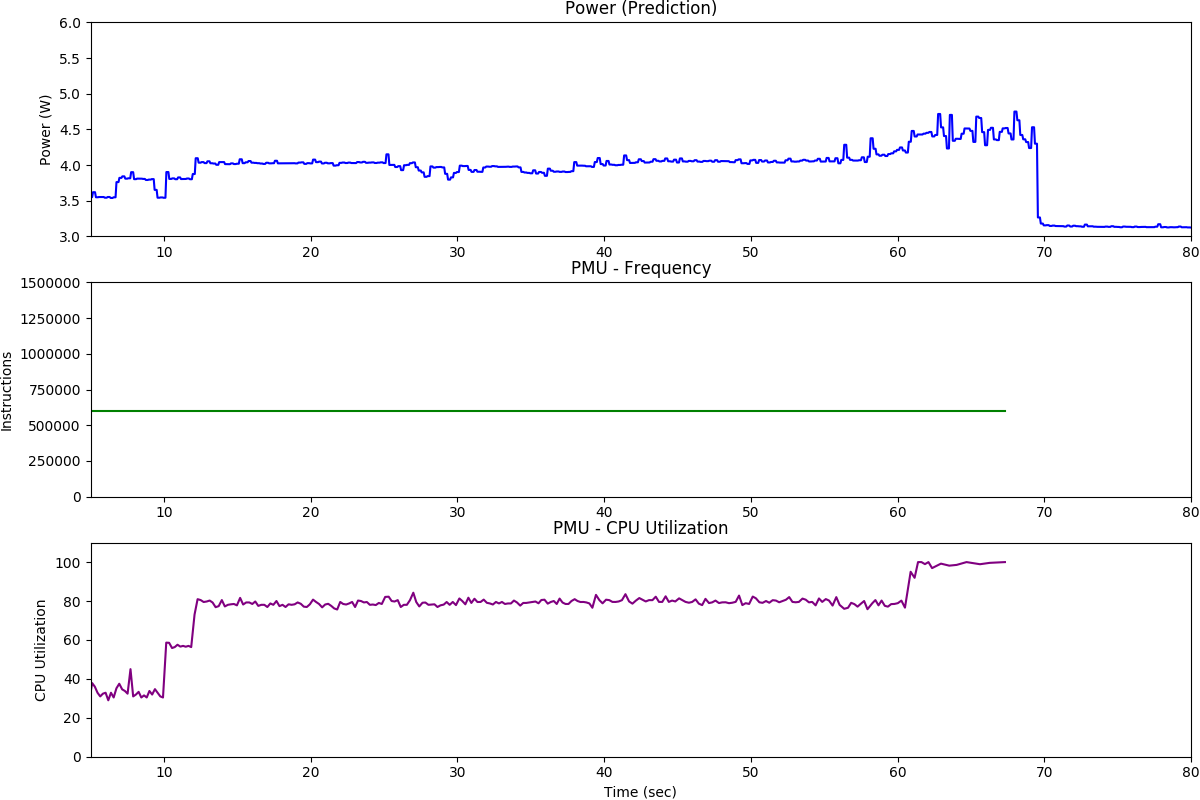 Power (Prediction)
6.0
5.5
5.0
4.5
4.0
3.5
3.0
Power (W)
10 20 30 40 50 60 70 80
PMU - Frequency
1500000
1250000
1000000
750000
500000
250000
0
Instructions
10 20 30 40 50 60 70 80
PMU - CPU Utilization
100
80
60
40
20
0
CPU Utilization
10 20 30 40 50 60 70 80
Time (sec)